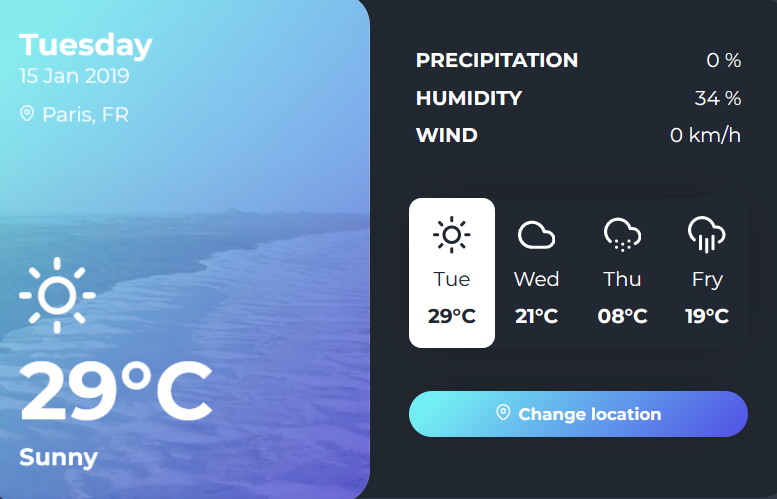 Tuesday
15 Jan 2019
Paris, FR
29°C
Sunny
PRECIPITATION 0 %
HUMIDITY 34 %
WIND 0 km/h
Tue Wed Thu Fry
29°C 21°C 08°C 19°C
Change location